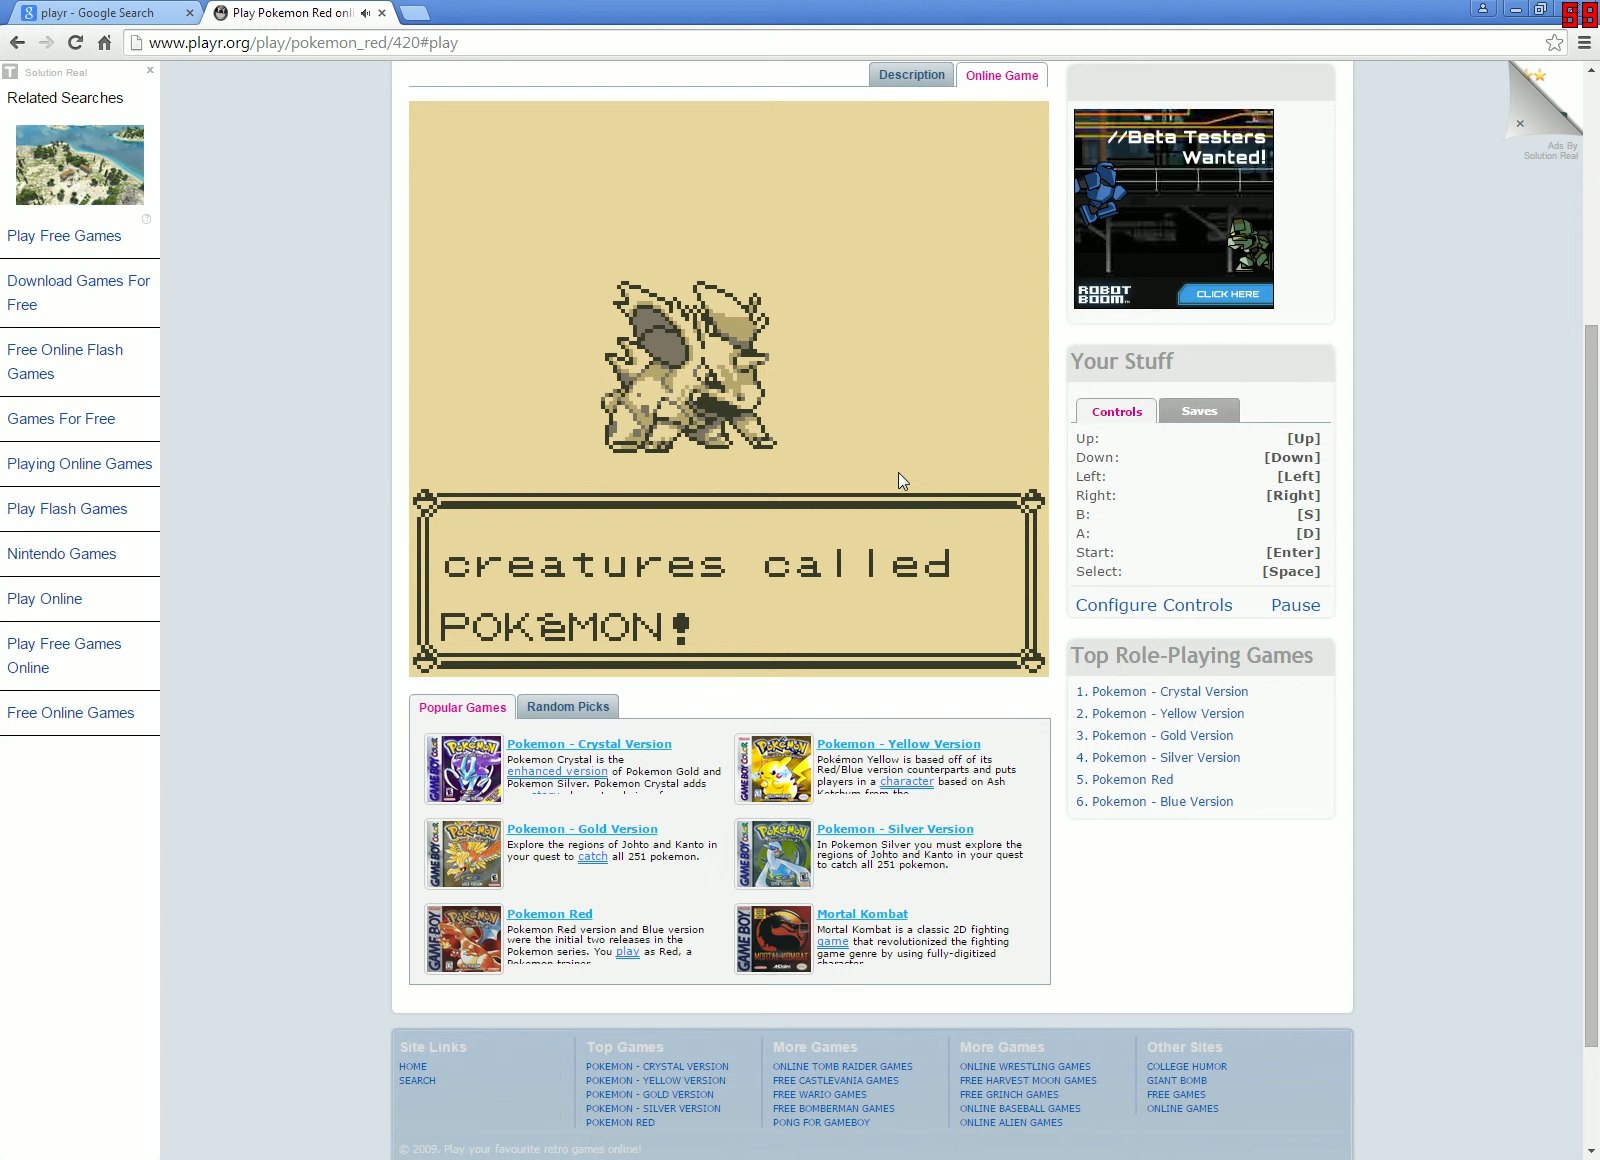 playr - Google Search
Play Pokemon Red onli
59
www.playr.org/play/pokemon_red/420#play
Solution Real
Related Searches
Play Free Games
Download Games For
Free
Free Online Flash
Games
Games For Free
Playing Online Games
Play Flash Games
Nintendo Games
Play Online
Play Free Games
Online
Free Online Games
Description
Online Game
creatures called
POKéMON!
Popular Games
Random Picks
Pokemon - Crystal Version
Pokemon Crystal is the
enhanced version of Pokemon Gold and
Pokemon Silver. Pokemon Crystal adds
Pokemon - Yellow Version
Pokémon Yellow is based off of its
Red/Blue version counterparts and puts
players in a character based on Ash
Ketchum from the
Pokemon - Gold Version
Explore the regions of Johto and Kanto in
your quest to catch all 251 pokemon.
Pokemon - Silver Version
In Pokemon Silver you must explore the
regions of Johto and Kanto in your quest
to catch all 251 pokemon.
Pokemon Red
Pokemon Red version and Blue version
were the initial two releases in the
Pokemon series. You play as Red, a
Pokemon trainer
Mortal Kombat
Mortal Kombat is a classic 2D fighting
game that revolutionized the fighting
game genre by using fully-digitized
character
//Beta Testers
Wanted!
ROBOT
BOOM
CLICK HERE
Ads By
Solution Real
Your Stuff
Controls
Saves
Up: [Up]
Down: [Down]
Left: [Left]
Right: [Right]
B: [S]
A: [D]
Start: [Enter]
Select: [Space]
Configure Controls
Pause
Top Role-Playing Games
1. Pokemon - Crystal Version
2. Pokemon - Yellow Version
3. Pokemon - Gold Version
4. Pokemon - Silver Version
5. Pokemon Red
6. Pokemon - Blue Version
Site Links
HOME
SEARCH
Top Games
POKEMON - CRYSTAL VERSION
POKEMON - YELLOW VERSION
POKEMON - GOLD VERSION
POKEMON - SILVER VERSION
POKEMON RED
More Games
ONLINE TOMB RAIDER GAMES
FREE CASTLEVANIA GAMES
FREE WARIO GAMES
FREE BOMBERMAN GAMES
PONG FOR GAMEBOY
More Games
ONLINE WRESTLING GAMES
FREE HARVEST MOON GAMES
FREE GRINCH GAMES
ONLINE BASEBALL GAMES
ONLINE ALIEN GAMES
Other Sites
COLLEGE HUMOR
GIANT BOMB
FREE GAMES
ONLINE GAMES
© 2009. Play your favourite retro games online!